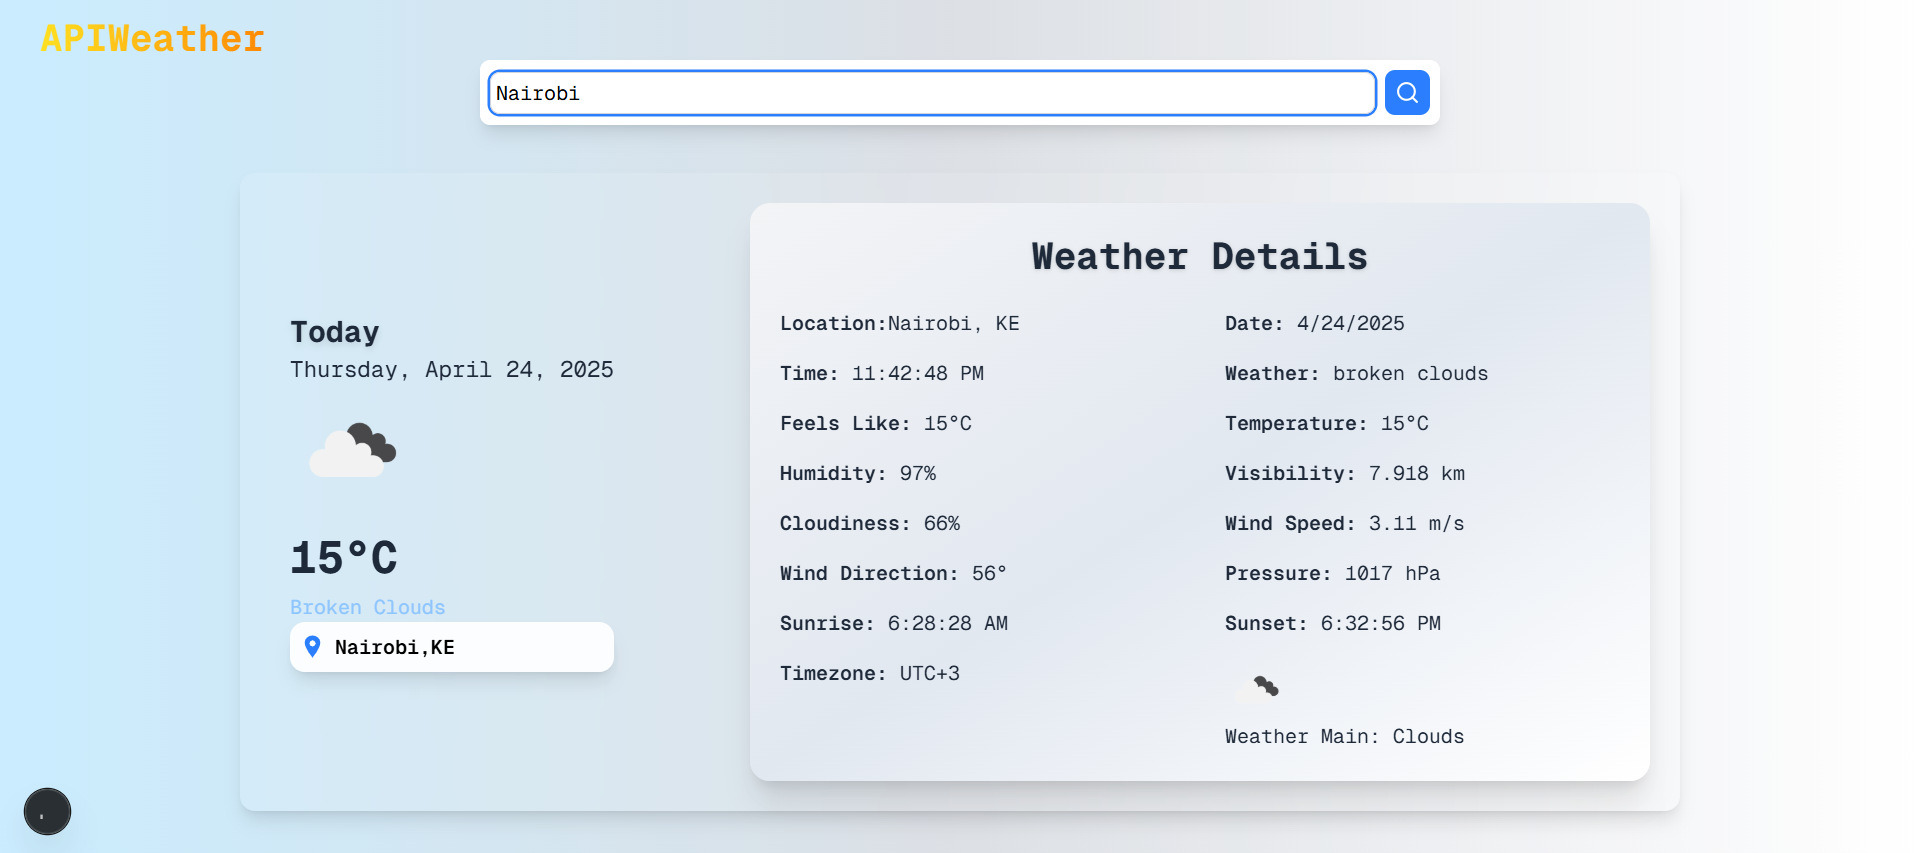 APIWeather
Nairobi
Today
Thursday, April 24, 2025
15°C
Broken Clouds
Nairobi,KE
Weather Details
Location:Nairobi, KE
Date: 4/24/2025
Time: 11:42:48 PM
Weather: broken clouds
Feels Like: 15°C
Temperature: 15°C
Humidity: 97%
Visibility: 7.918 km
Cloudiness: 66%
Wind Speed: 3.11 m/s
Wind Direction: 56°
Pressure: 1017 hPa
Sunrise: 6:28:28 AM
Sunset: 6:32:56 PM
Timezone: UTC+3
Weather Main: Clouds